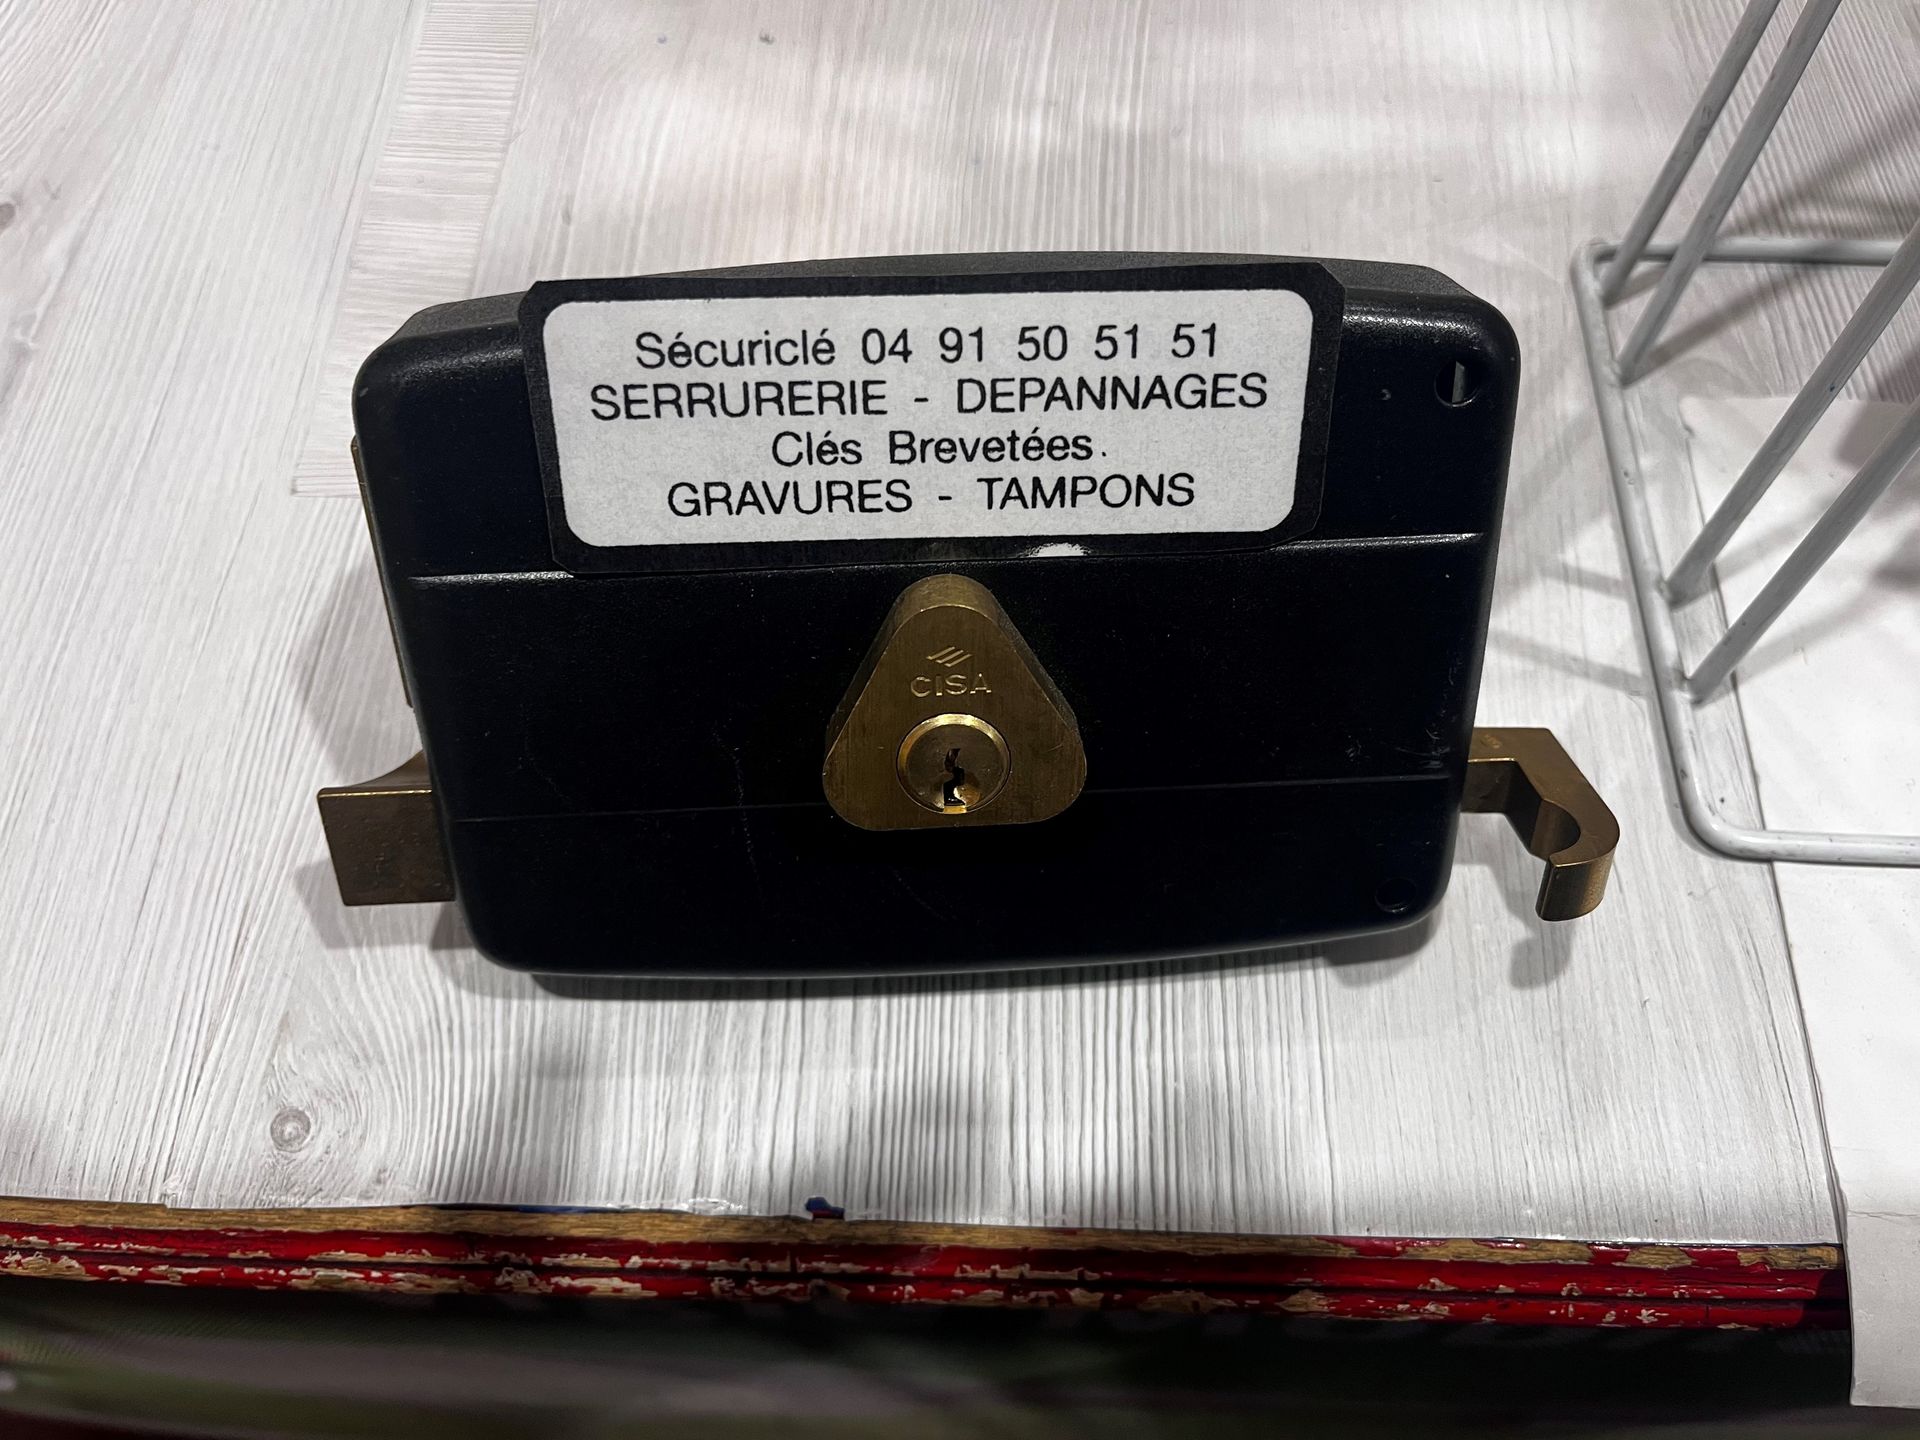 Sécuriclé 04 91 50 51 51
SERRURERIE - DEPANNAGES
Clés Brevetées.
GRAVURES - TAMPONS
CISA